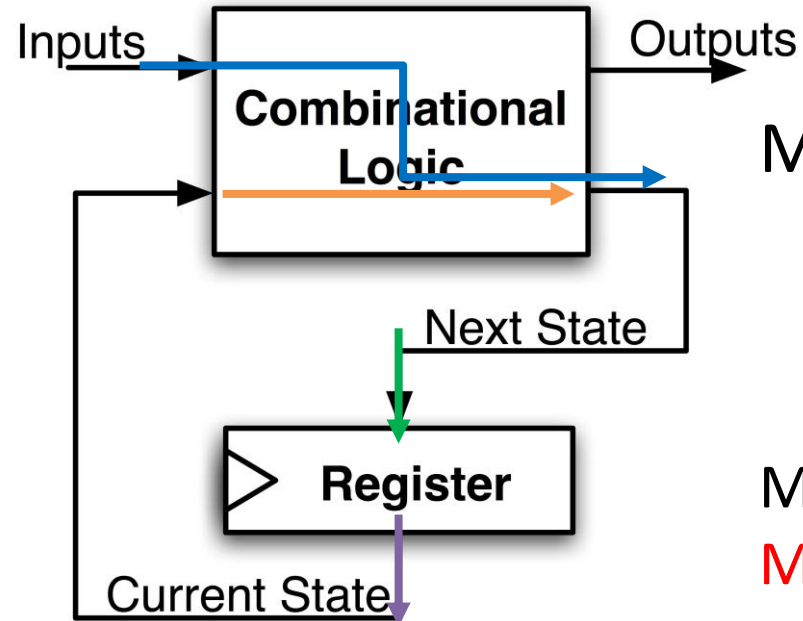 Inputs
Outputs
Combinational
Logic
M
Next State
Register
M
M
Current State